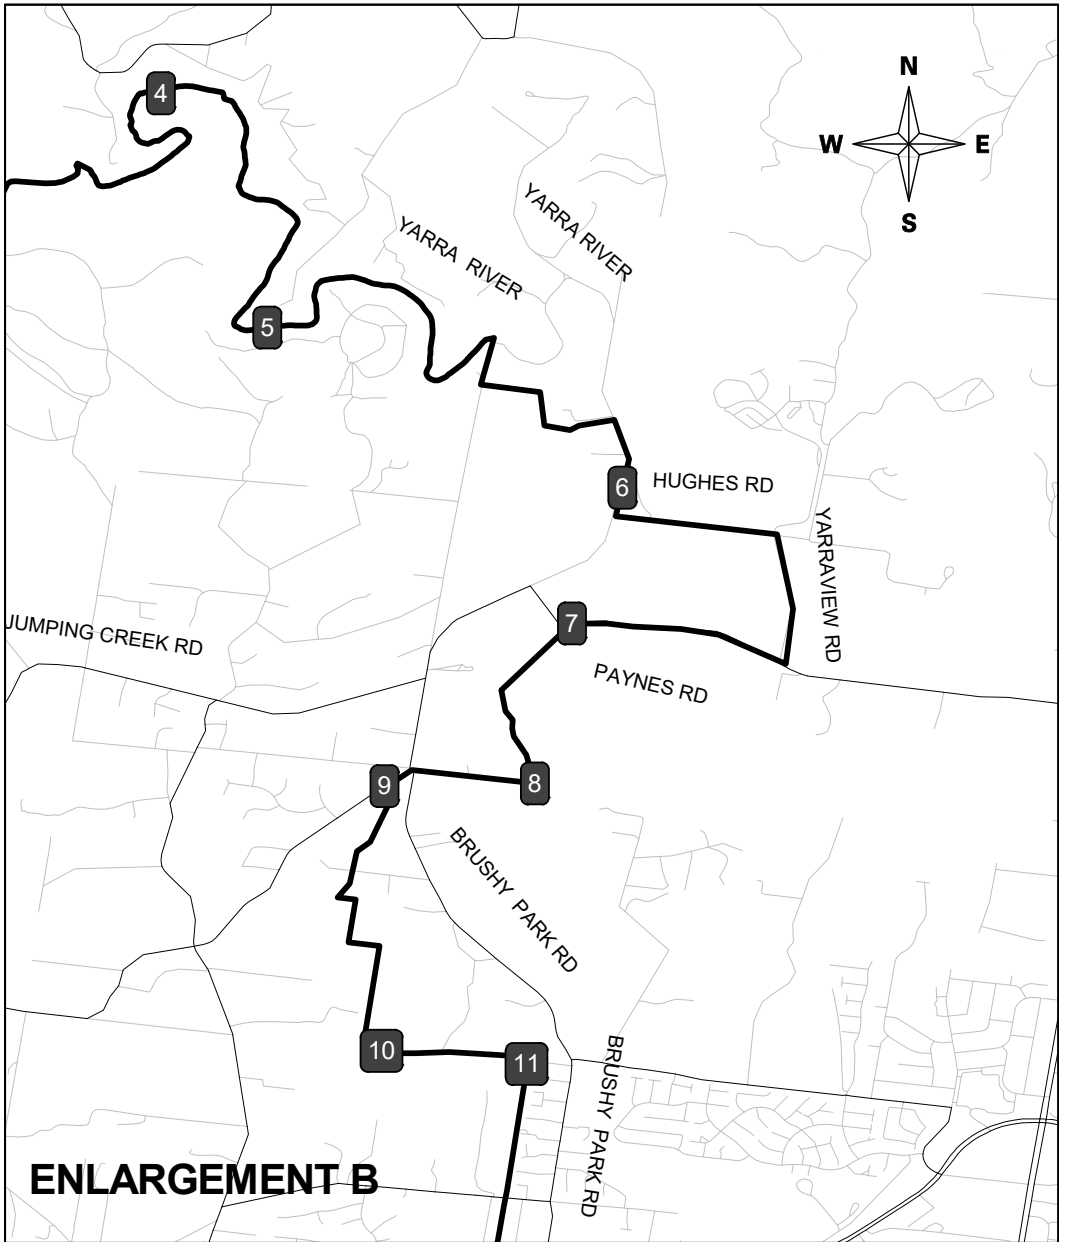 N
4
W E
YARRA RIVER
YARRA RIVER
S
5
6
HUGHES RD
YARRAVIEW RD
7
JUMPING CREEK RD
PAYNES RD
9
8
BRUSHY PARK RD
10
11
BRUSHY PARK RD
ENLARGEMENT B